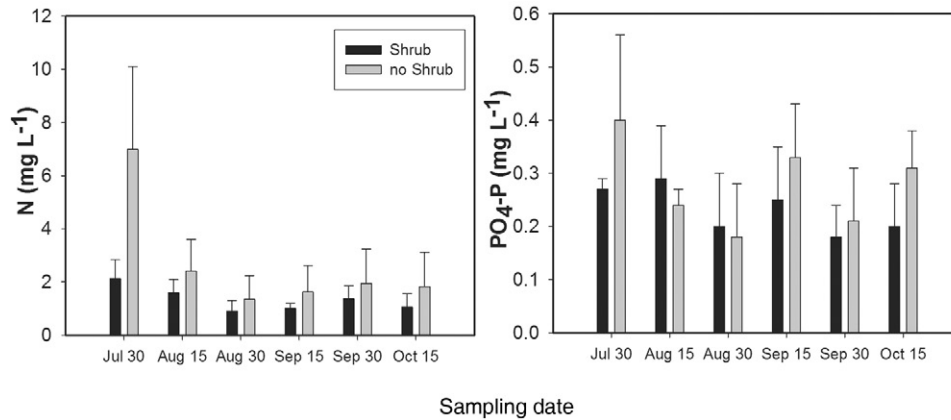 12
10
8
6
4
2
0
N (mg L⁻¹)
Shrub
no Shrub
Jul 30 Aug 15 Aug 30 Sep 15 Sep 30 Oct 15
0.6
0.5
0.4
0.3
0.2
0.1
0.0
PO4-P (mg L⁻¹)
Jul 30 Aug 15 Aug 30 Sep 15 Sep 30 Oct 15
Sampling date